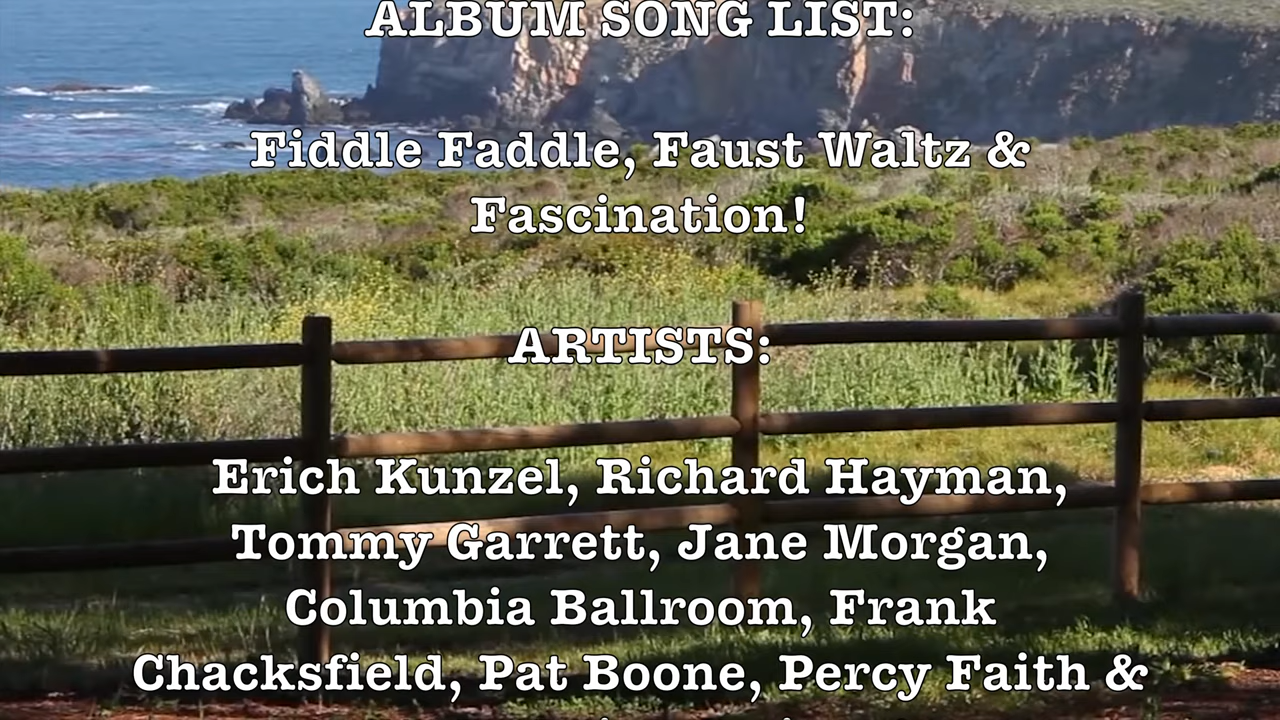 ALBUM SONG LIST:
Fiddle Faddle, Faust Waltz &
Fascination!
ARTISTS:
Erich Kunzel, Richard Hayman,
Tommy Garrett, Jane Morgan,
Columbia Ballroom, Frank
Chacksfield, Pat Boone, Percy Faith &